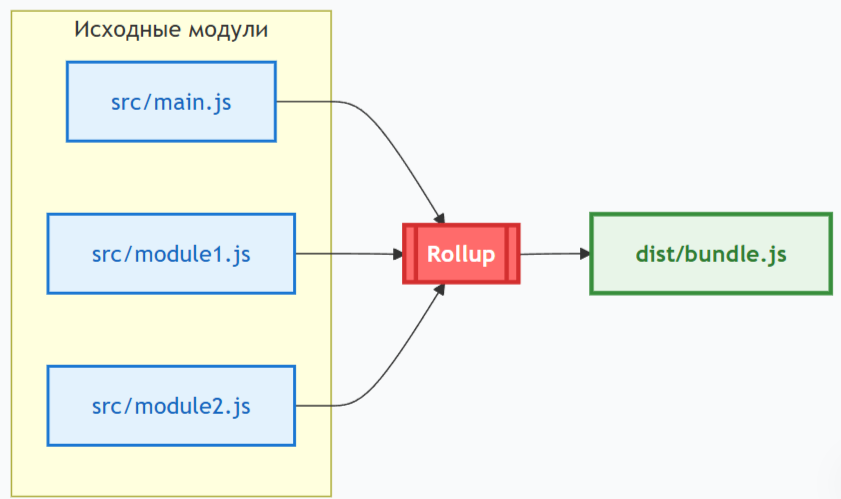 Исходные модули
src/main.js
src/module1.js
Rollup
dist/bundle.js
src/module2.js